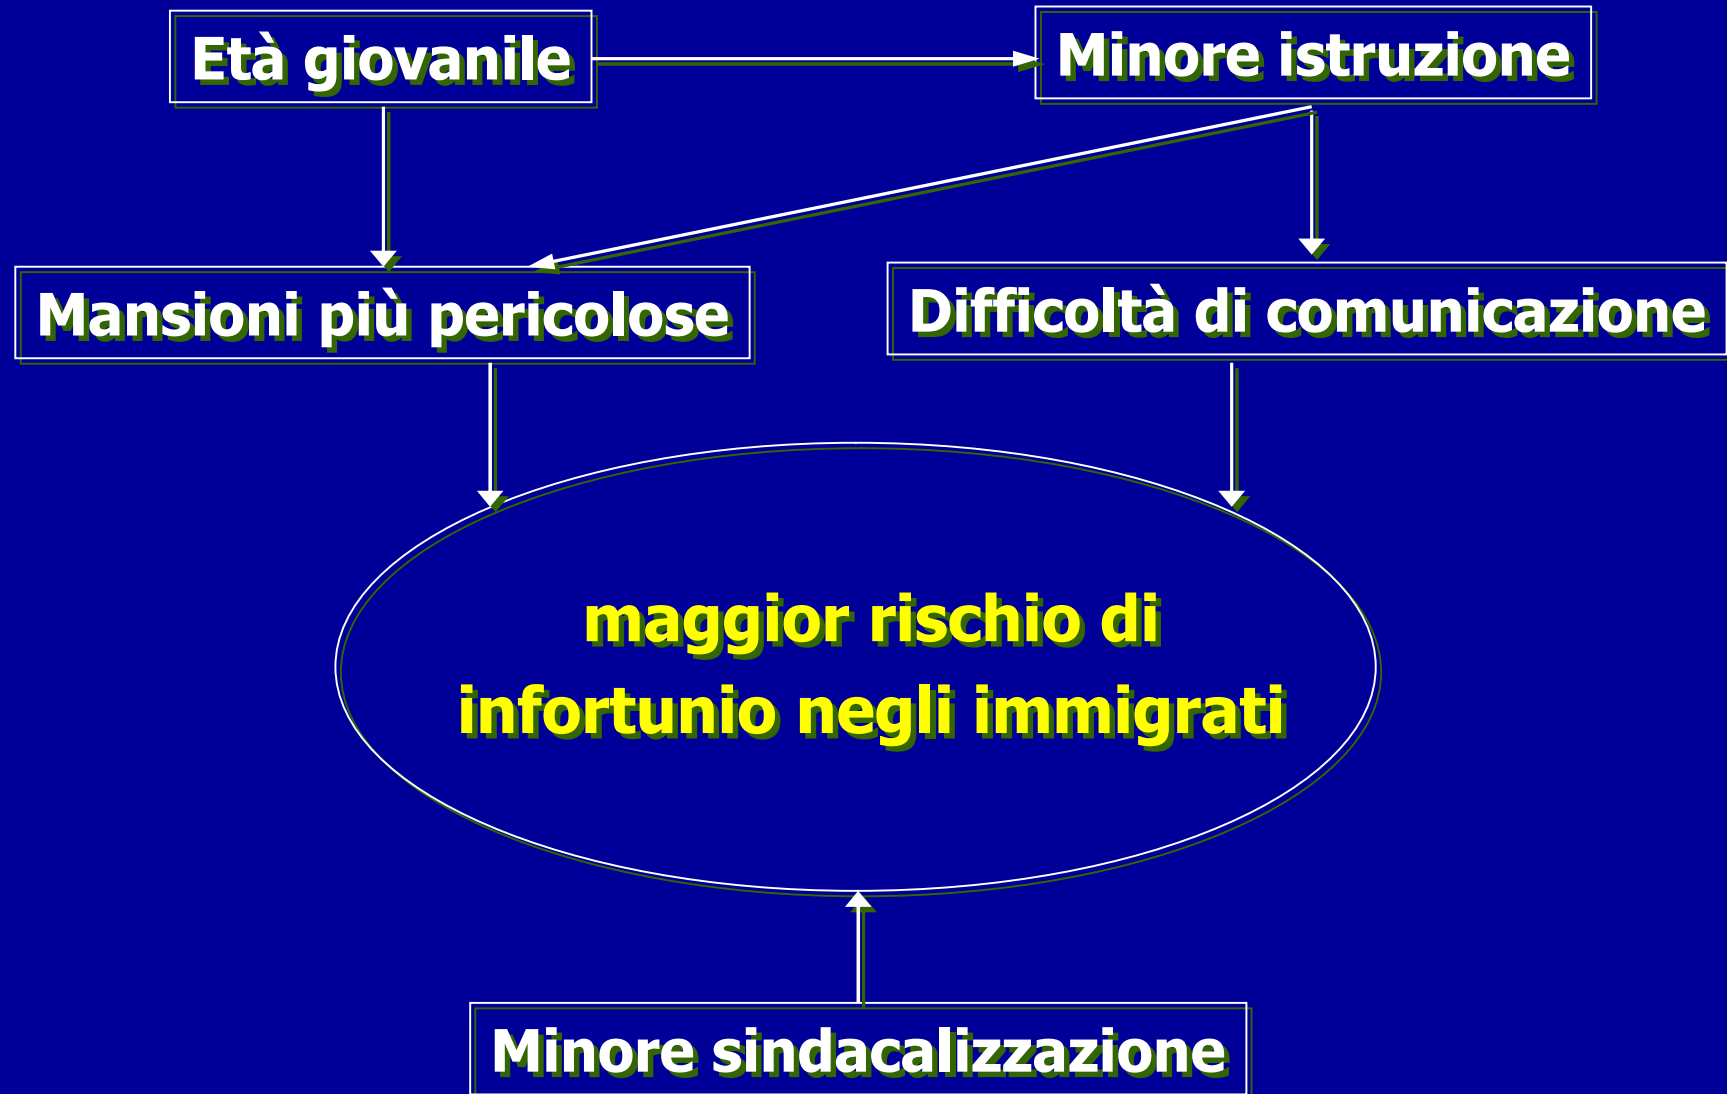 Età giovanile
Minore istruzione
Mansioni più pericolose
Difficoltà di comunicazione
maggior rischio di
infortunio negli immigrati
Minore sindacalizzazione